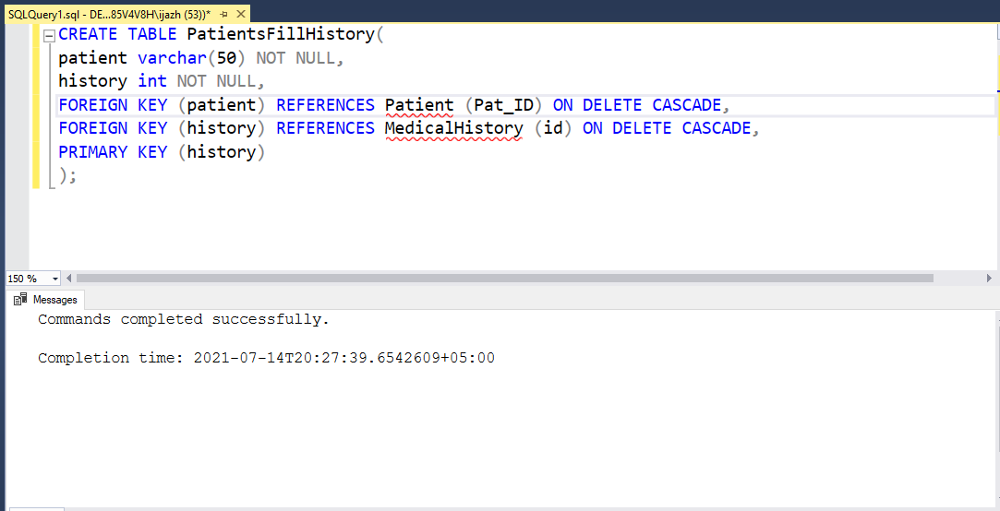 SQLQuery1.sql - DE...85V4V8H\ijazh (53))*
CREATE TABLE PatientsFillHistory(
patient varchar(50) NOT NULL,
history int NOT NULL,
FOREIGN KEY (patient) REFERENCES Patient (Pat_ID) ON DELETE CASCADE,
FOREIGN KEY (history) REFERENCES MedicalHistory (id) ON DELETE CASCADE,
PRIMARY KEY (history)
);
150 %
Messages
Commands completed successfully.
Completion time: 2021-07-14T20:27:39.6542609+05:00